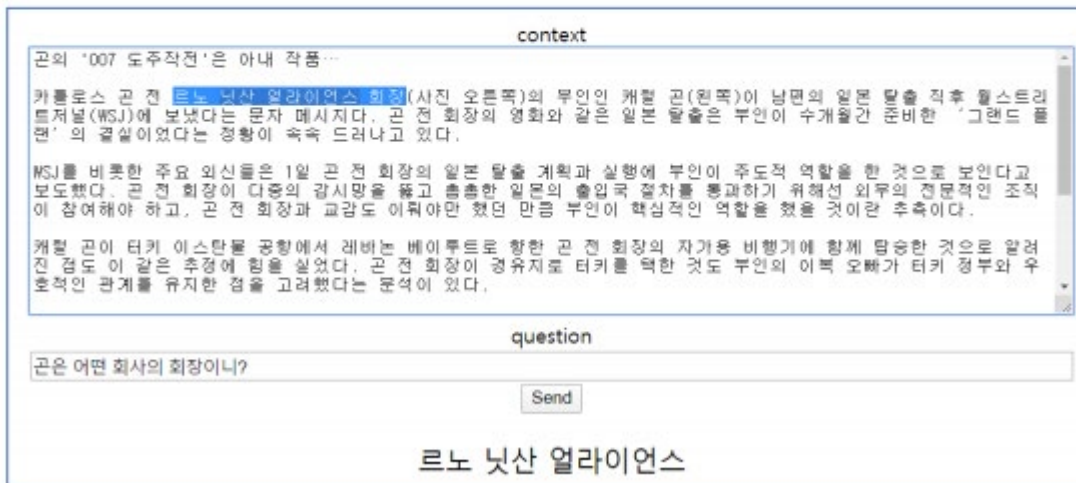 context
곤의 '007 도주작전'은 아내 작품…
카를로스 곤 전 르노 닛산 얼라이언스 회장(사진 오른쪽)의 부인인 캐럴 곤(왼쪽)이 남편의 일본 탈출 직후 월스트리
트저널(WSJ)에 보냈다는 문자 메시지다. 곤 전 회장의 영화와 같은 일본 탈출은 부인이 수개월간 준비한 ‘그랜드 플
랜’의 결실이었다는 정황이 속속 드러나고 있다.
WSJ를 비롯한 주요 외신들은 1일 곤 전 회장의 일본 탈출 계획과 실행에 부인이 주도적 역할을 한 것으로 보인다고
보도했다. 곤 전 회장이 다중의 감시망을 뚫고 촘촘한 일본의 출입국 절차를 통과하기 위해선 외부의 전문적인 조직
이 참여해야 하고, 곤 전 회장과 교감도 이뤄야만 했던 만큼 부인이 핵심적인 역할을 했을 것이란 추측이다.
캐럴 곤이 터키 이스탄불 공항에서 레바논 베이루트로 향한 곤 전 회장의 자가용 비행기에 함께 탑승한 것으로 알려
진 점도 이 같은 추정에 힘을 실었다. 곤 전 회장이 경유지로 터키를 택한 것도 부인의 이복 오빠가 터키 정부와 우
호적인 관계를 유지한 점을 고려했다는 분석이 있다.
question
곤은 어떤 회사의 회장이니?
Send
르노 닛산 얼라이언스